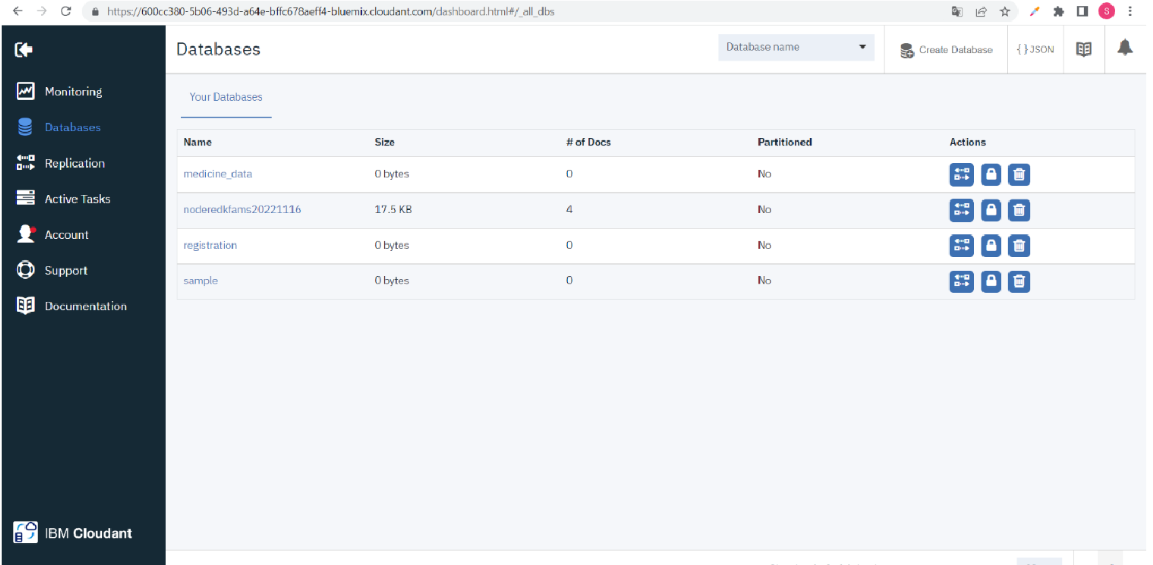 https://600cc380-5b06-493d-a64e-bffc678aeff4-bluemix.cloudant.com/dashboard.html#/_all_dbs
S
Databases
Database name
Create Database
{ } JSON
Monitoring
Databases
Replication
Active Tasks
Account
Support
Documentation
IBM Cloudant
Your Databases
Name Size # of Docs Partitioned Actions
medicine_data 0 bytes 0 No
noderedkfams20221116 17.5 KB 4 No
registration 0 bytes 0 No
sample 0 bytes 0 No